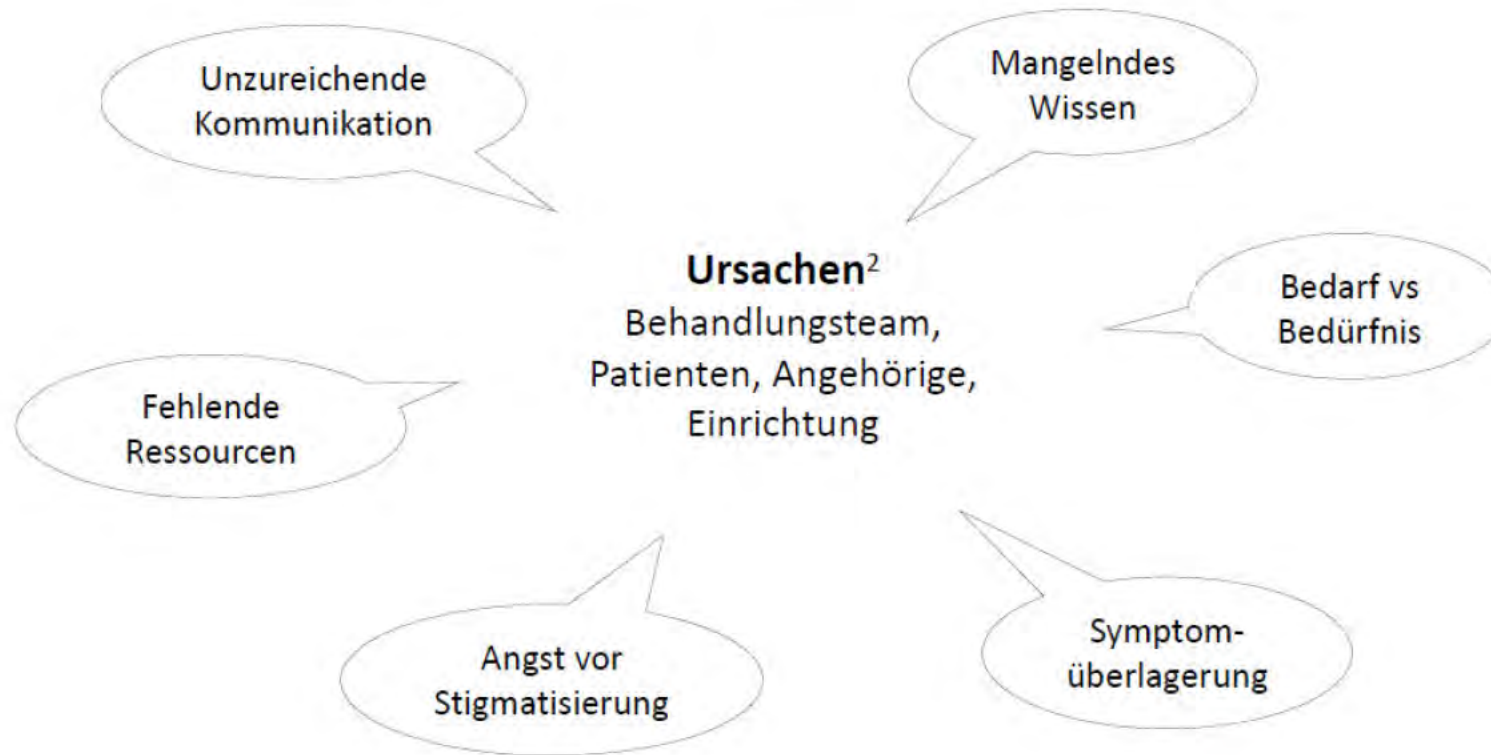 Unzureichende
Kommunikation
Mangelndes
Wissen
Ursachen²
Behandlungsteam,
Patienten, Angehörige,
Einrichtung
Bedarf vs
Bedürfnis
Fehlende
Ressourcen
Angst vor
Stigmatisierung
Symptom-
überlagerung